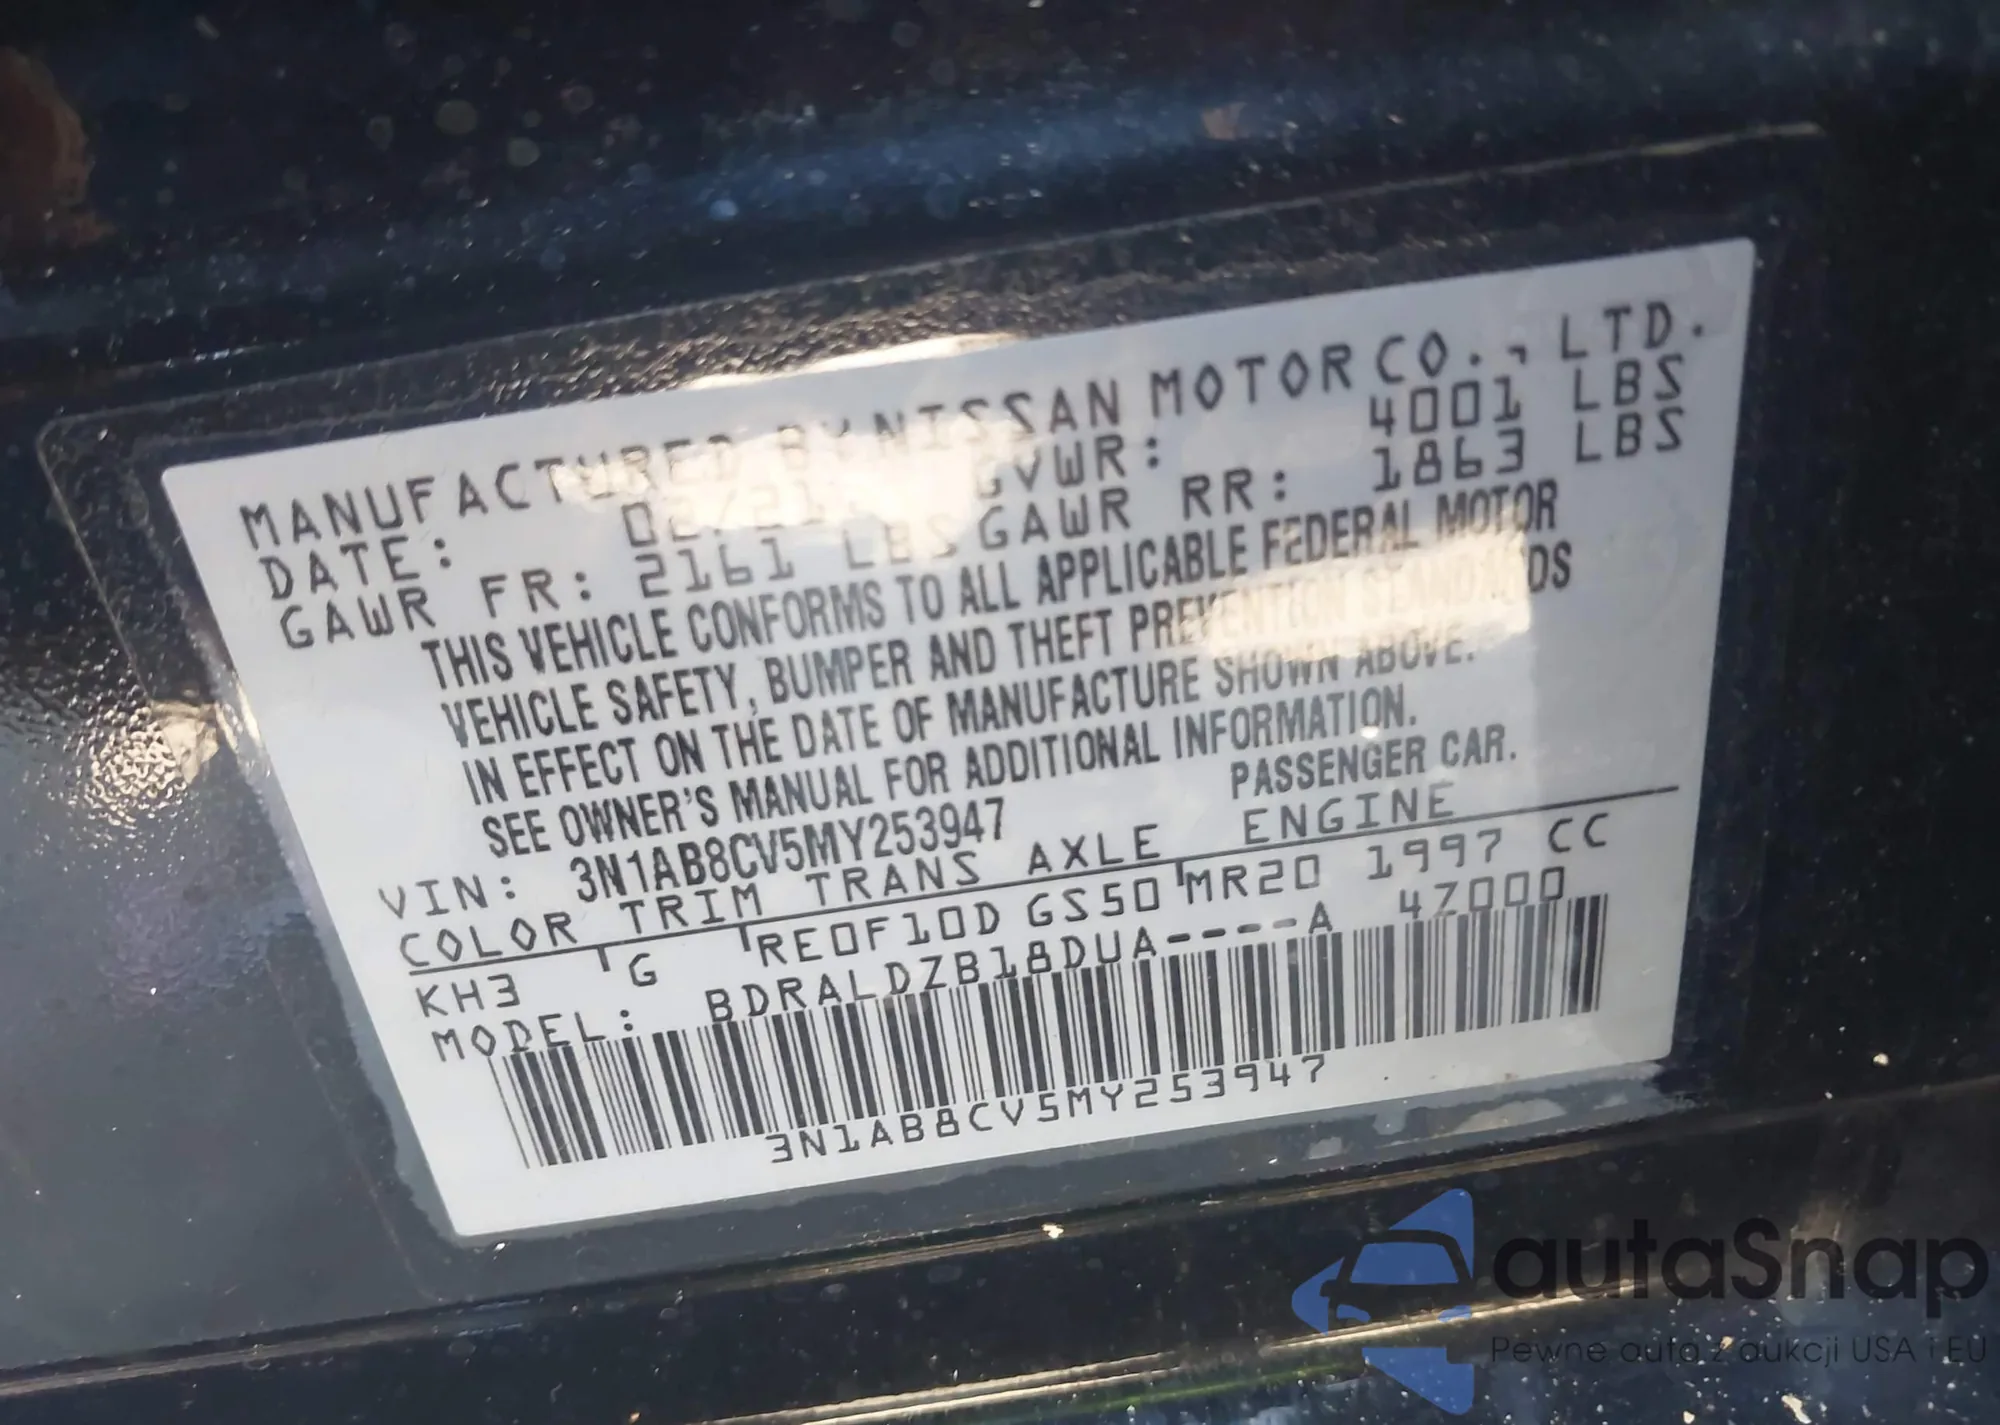 MANUFACTURED BY NISSAN MOTOR CO., LTD.
DATE: 02/21 GVWR: 4001 LBS
GAWR FR: 2161 LBS GAWR RR: 1863 LBS
THIS VEHICLE CONFORMS TO ALL APPLICABLE FEDERAL MOTOR
VEHICLE SAFETY, BUMPER AND THEFT PREVENTION STANDARDS
IN EFFECT ON THE DATE OF MANUFACTURE SHOWN ABOVE.
SEE OWNER'S MANUAL FOR ADDITIONAL INFORMATION.
VIN: 3N1AB8CV5MY253947 PASSENGER CAR.
COLOR TRIM TRANS AXLE ENGINE
KH3 G RE0F10D GS50 MR20 1997 CC
MODEL: BDRALDZB18DUA----A 4Z000
3N1AB8CV5MY253947
autaSnap
Pewne auta z aukcji USA i EU